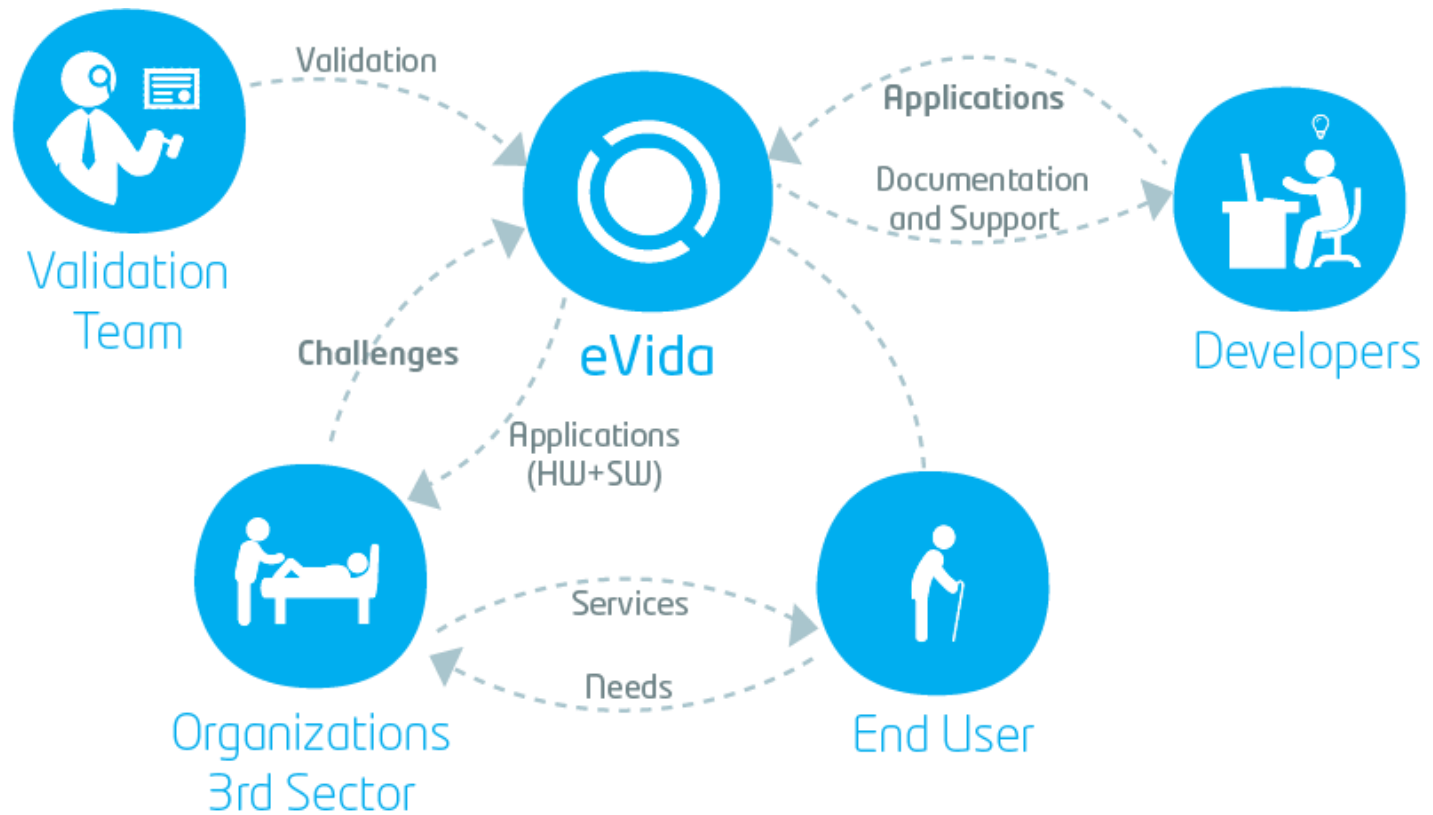 Validation
Applications
Documentation
and Support
Validation
Team
eVida
Developers
Challenges
Applications
(HW+SW)
Services
Needs
Organizations
3rd Sector
End User